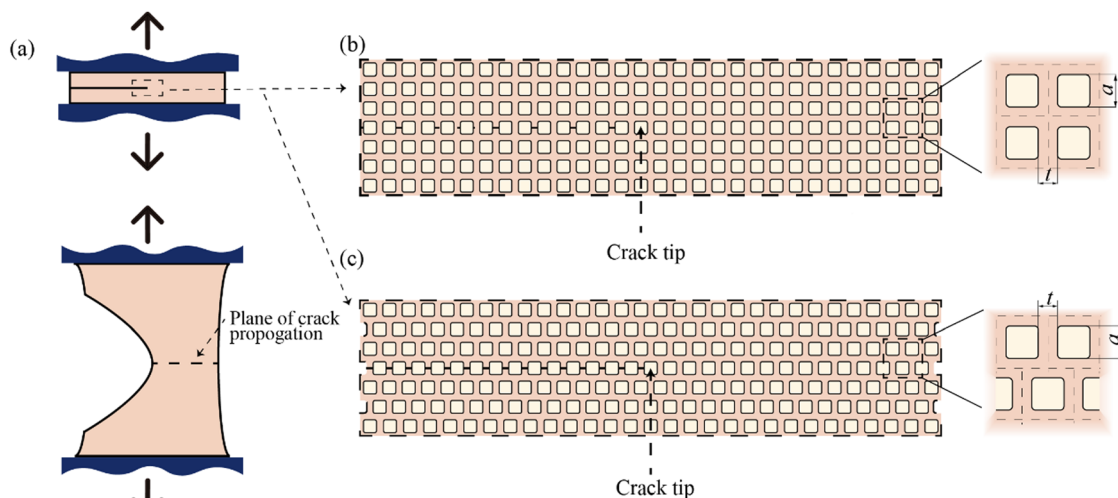 (a)
Plane of crack
propogation
(b)
a
t
Crack tip
(c)
t
a
Crack tip